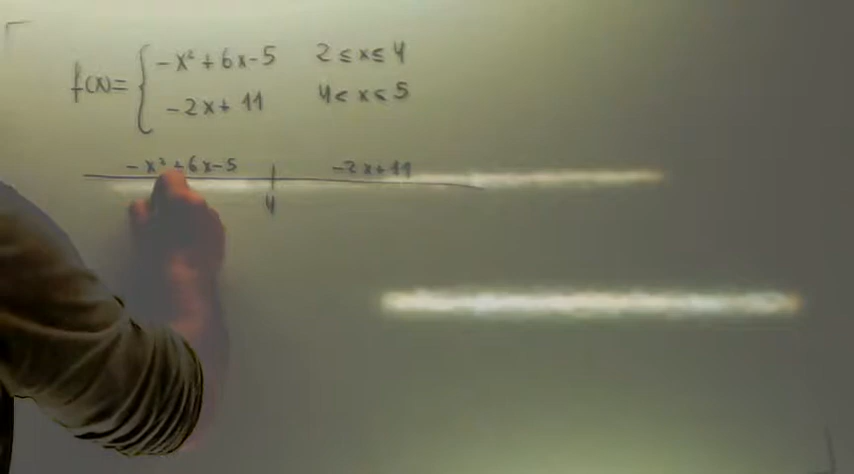 f(x)= { -x² + 6x - 5   2 ≤ x ≤ 4
-2x + 11   4 < x ≤ 5
-x² + 6x - 5 | -2x + 11
4